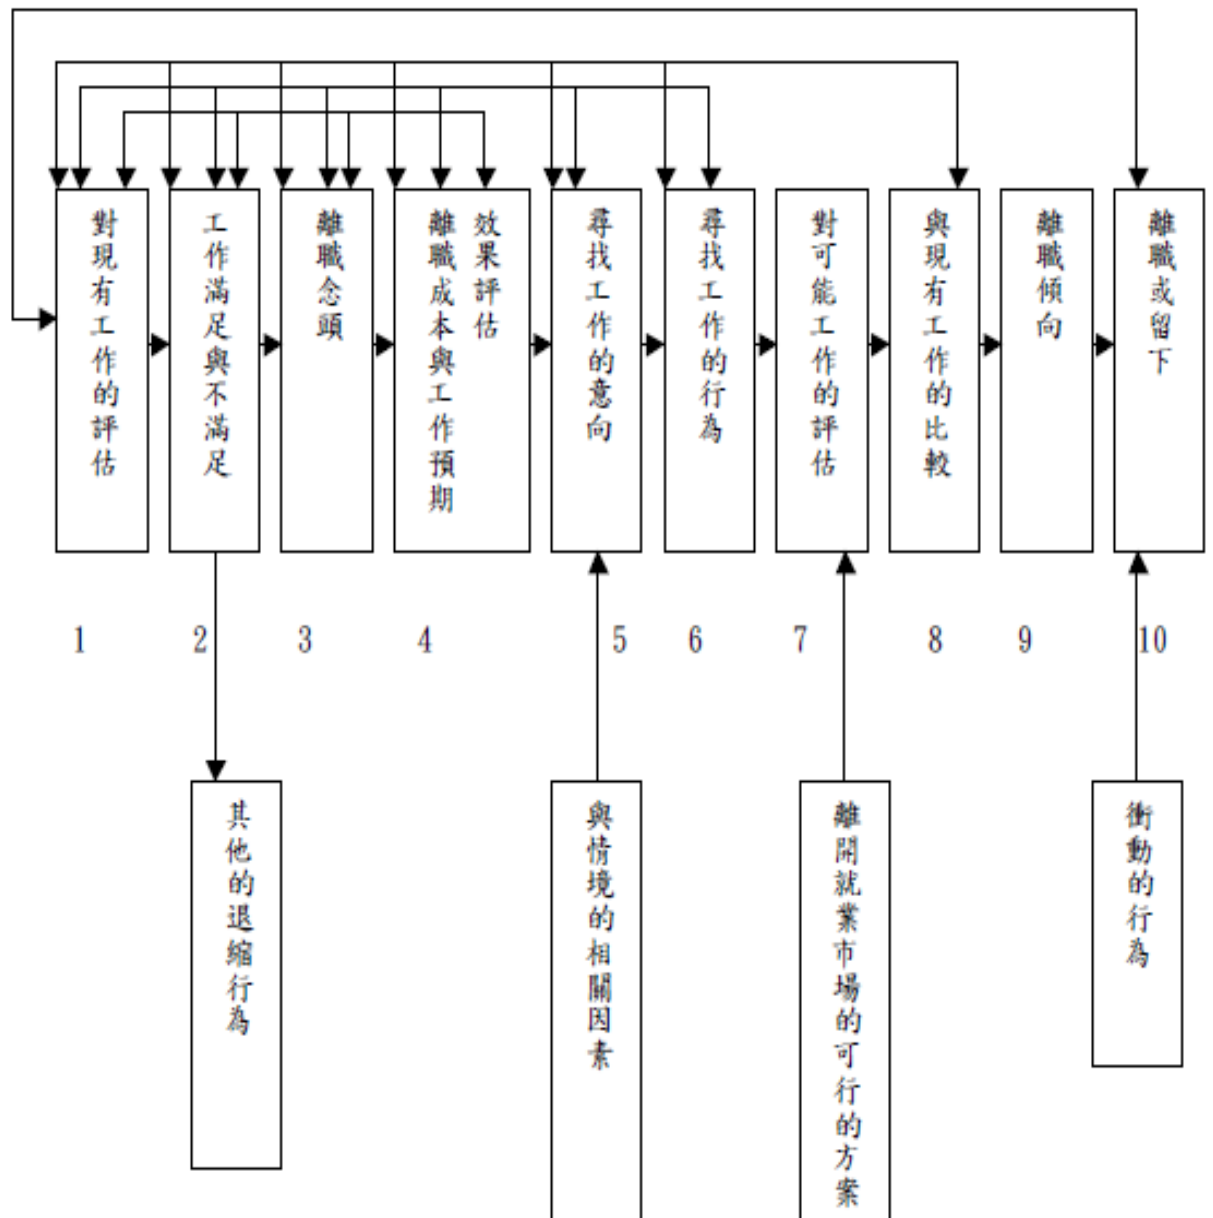 對現有工作的評估
工作滿足與不滿足
離職念頭
離職成本與工作預期
效果評估
尋找工作的意向
尋找工作的行為
對可能工作的評估
與現有工作的比較
離職傾向
離職或留下
1 2 3 4 5 6 7 8 9 10
其他的退縮行為
與情境的相關因素
離開就業市場的可行的方案
衝動的行為